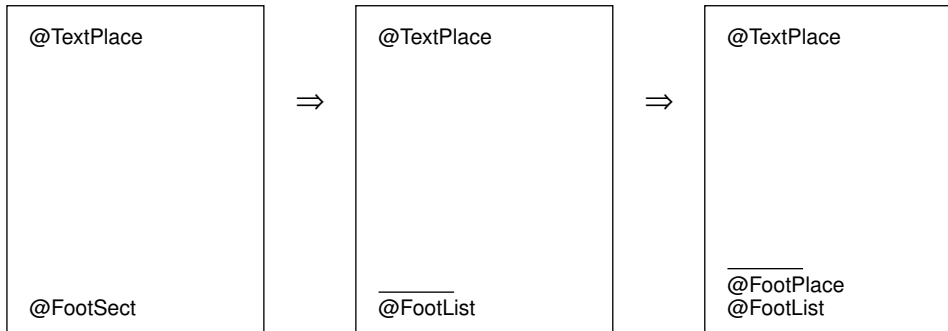 @TextPlace
@FootSect
⇒
@TextPlace
@FootList
⇒
@TextPlace
@FootPlace
@FootList